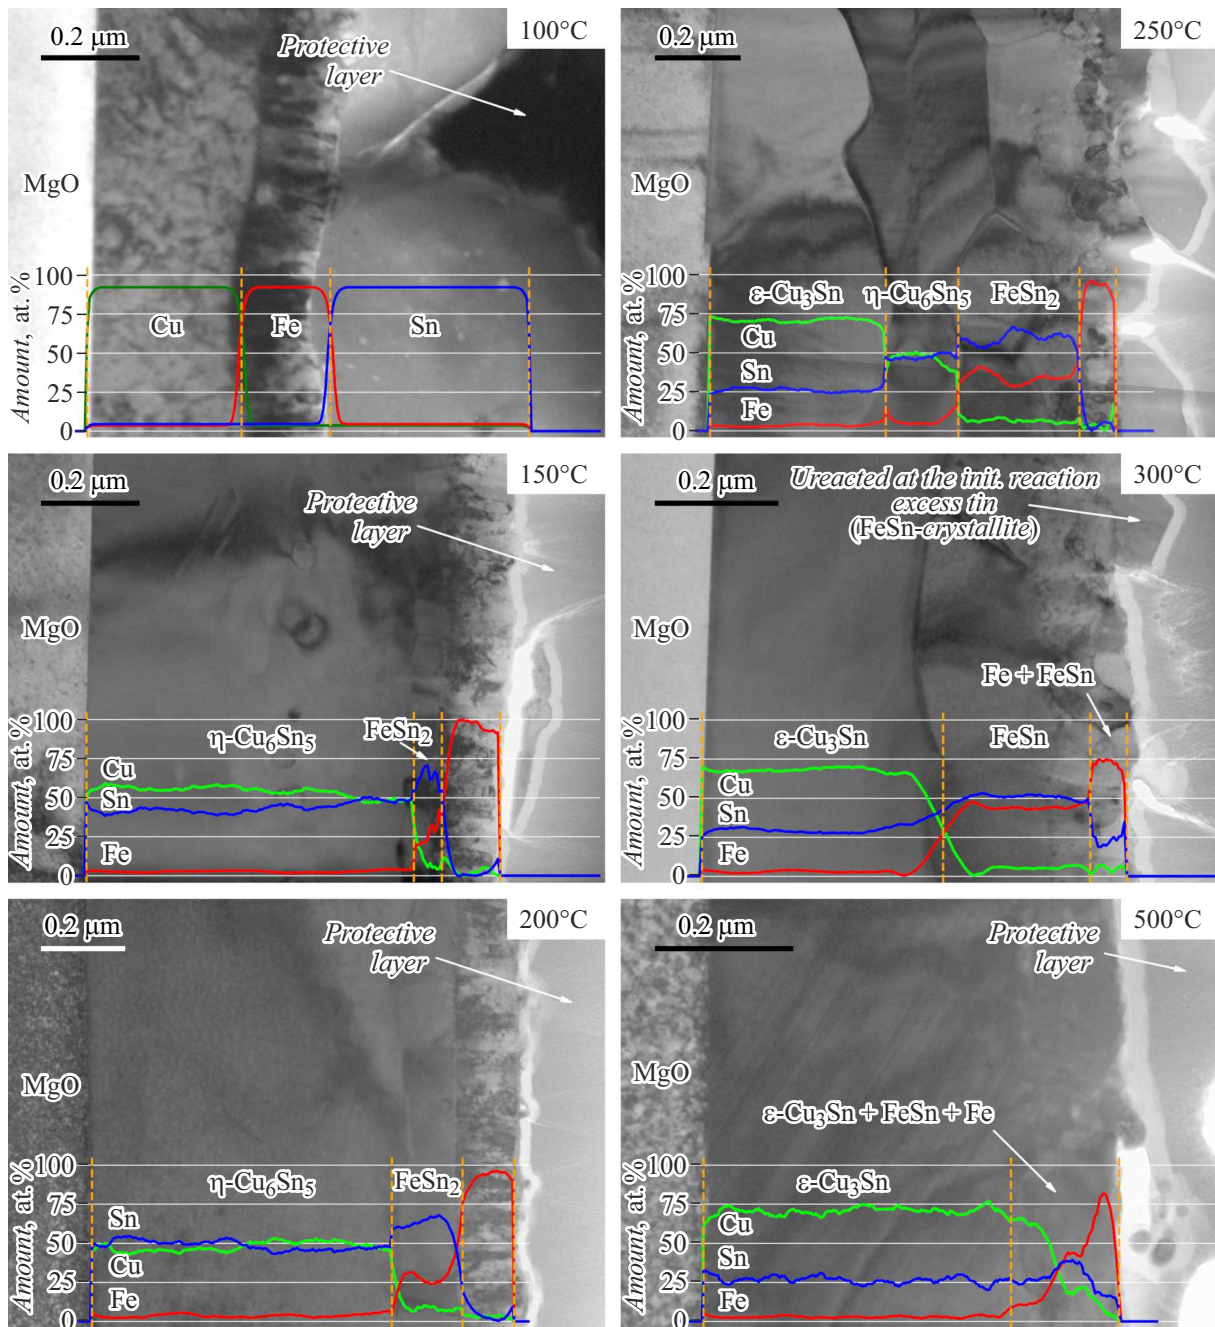 0.2 μm
100°C
Protective
layer
MgO
Amount, at. %
100
75
50
25
0
Cu
Fe
Sn
0.2 μm
250°C
MgO
Amount, at. %
100
75
50
25
0
ε-Cu3Sn
η-Cu6Sn5
FeSn2
Cu
Sn
Fe
0.2 μm
150°C
Protective
layer
MgO
Amount, at. %
100
75
50
25
0
η-Cu6Sn5
FeSn2
Cu
Sn
Fe
0.2 μm
300°C
Ureacted at the init. reaction
excess tin
(FeSn-crystallite)
MgO
Fe + FeSn
Amount, at. %
100
75
50
25
0
ε-Cu3Sn
FeSn
Cu
Sn
Fe
0.2 μm
200°C
Protective
layer
MgO
Amount, at. %
100
75
50
25
0
η-Cu6Sn5
FeSn2
Sn
Cu
Fe
0.2 μm
500°C
Protective
layer
MgO
ε-Cu3Sn + FeSn + Fe
Amount, at. %
100
75
50
25
0
ε-Cu3Sn
Cu
Sn
Fe